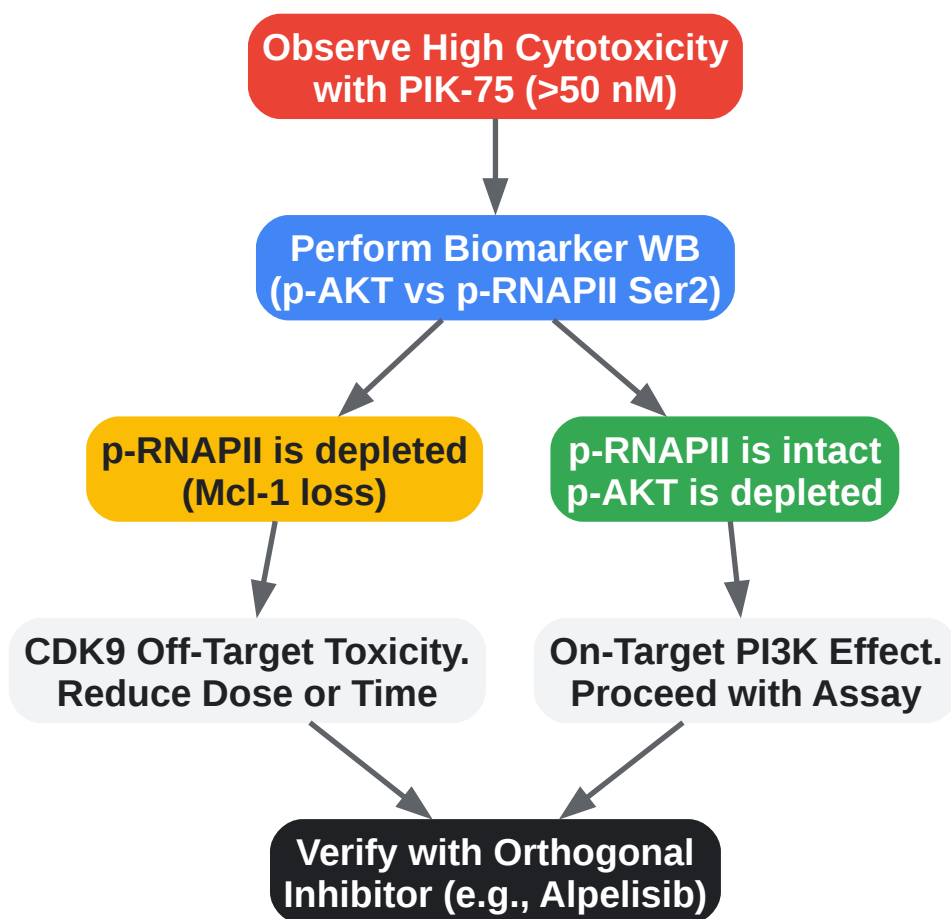 Observe High Cytotoxicity
with PIK-75 (>50 nM)
Perform Biomarker WB
(p-AKT vs p-RNAPII Ser2)
p-RNAPII is depleted
(Mcl-1 loss)
p-RNAPII is intact
p-AKT is depleted
CDK9 Off-Target Toxicity.
Reduce Dose or Time
On-Target PI3K Effect.
Proceed with Assay
Verify with Orthogonal
Inhibitor (e.g., Alpelisib)